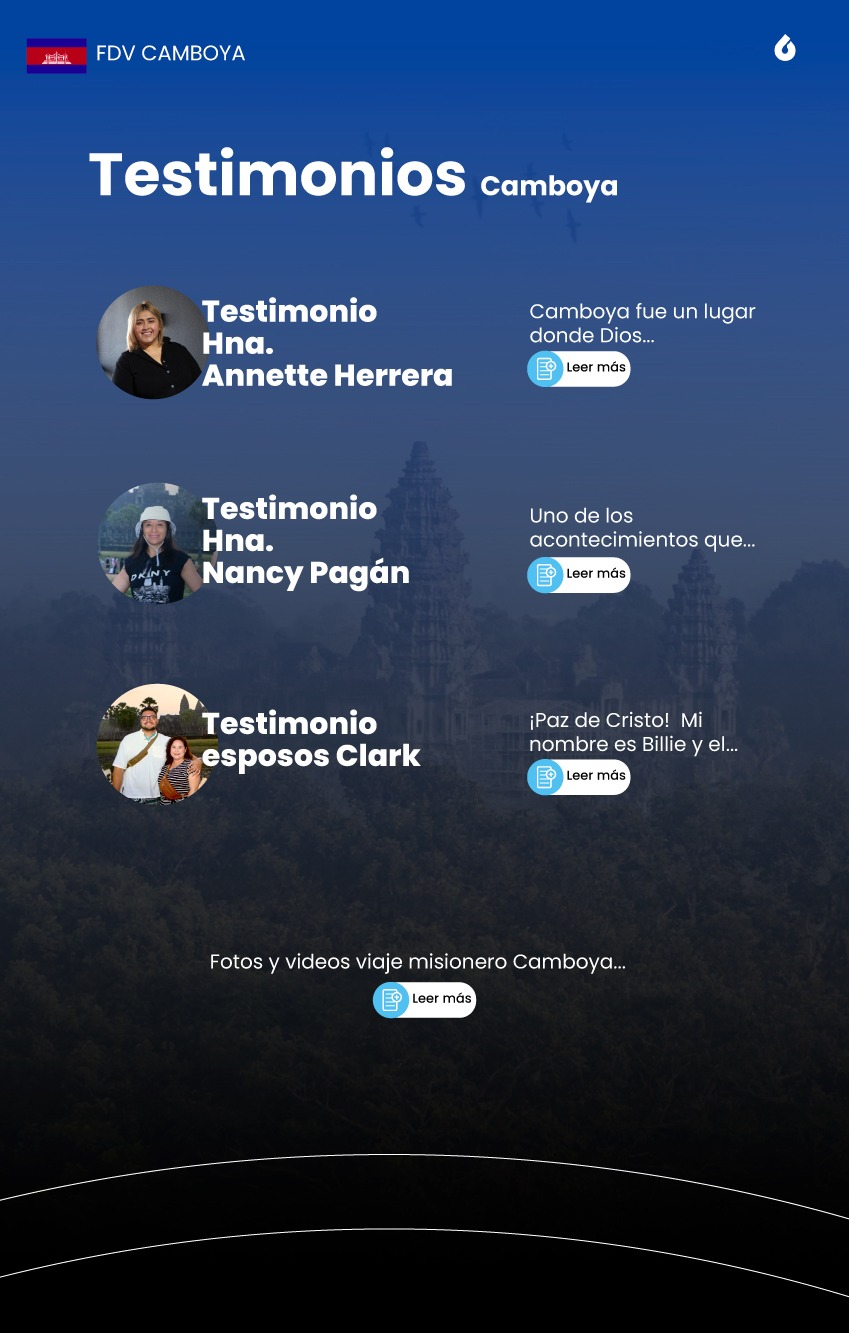 FDV CAMBOYA
Testimonios Camboya
Testimonio
Hna.
Annette Herrera
Camboya fue un lugar
donde Dios...
Leer más
Testimonio
Hna.
Nancy Pagán
DKNY
Uno de los
acontecimientos que...
Leer más
Testimonio
esposos Clark
¡Paz de Cristo!  Mi
nombre es Billie y el...
Leer más
Fotos y videos viaje misionero Camboya...
Leer más